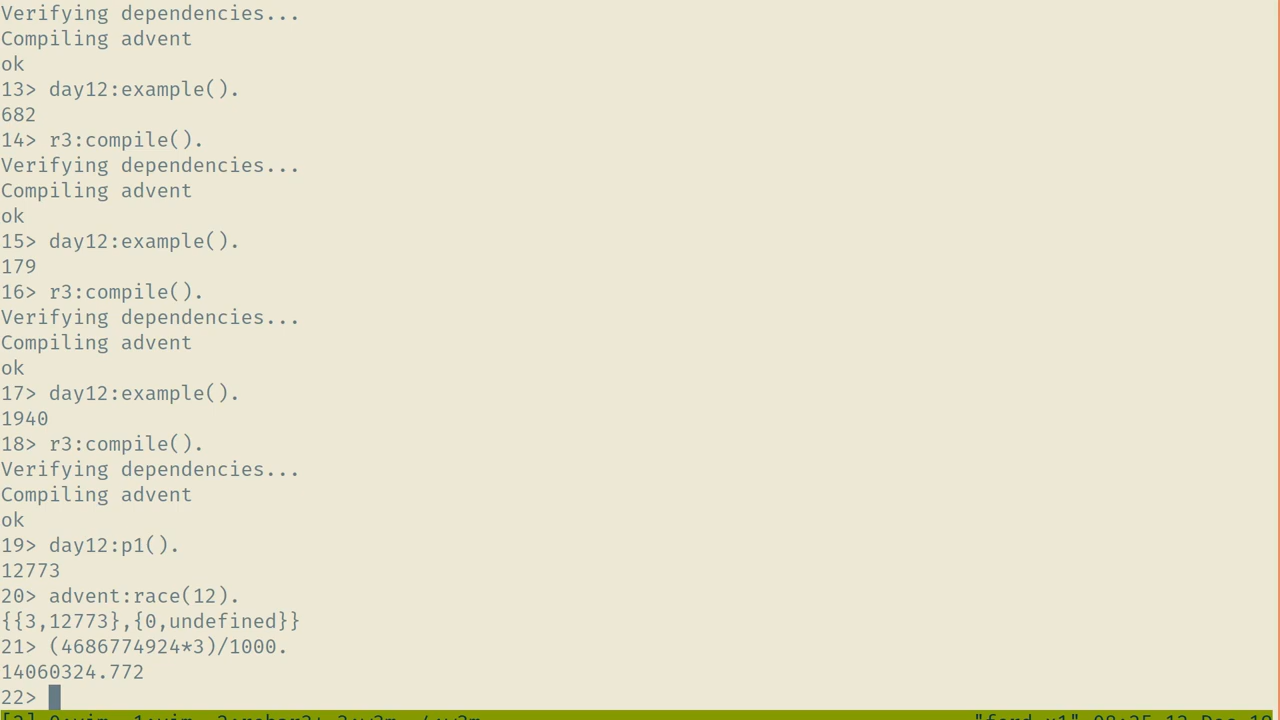 Verifying dependencies...
Compiling advent
ok
13> day12:example().
682
14> r3:compile().
Verifying dependencies...
Compiling advent
ok
15> day12:example().
179
16> r3:compile().
Verifying dependencies...
Compiling advent
ok
17> day12:example().
1940
18> r3:compile().
Verifying dependencies...
Compiling advent
ok
19> day12:p1().
12773
20> advent:race(12).
{{3,12773},{0,undefined}}
21> (4686774924*3)/1000.
14060324.772
22>